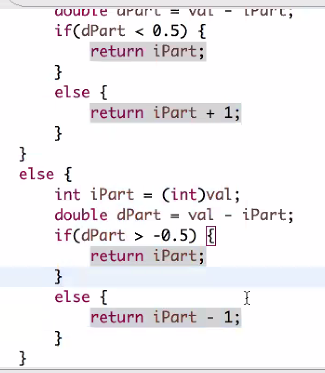 double dPart = val - iPart;
if(dPart < 0.5) {
return iPart;
}
else {
return iPart + 1;
}
}
else {
int iPart = (int)val;
double dPart = val - iPart;
if(dPart > -0.5) {
return iPart;
}
else {
return iPart - 1;
}
}